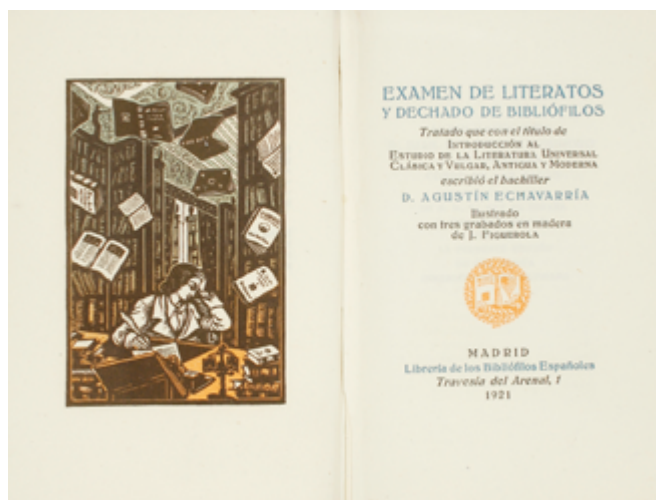 EXAMEN DE LITERATOS
Y DECHADO DE BIBLIÓFILOS
Tratado que con el título de
INTRODUCCIÓN AL
ESTUDIO DE LA LITERATURA UNIVERSAL
CLÁSICA Y VULGAR, ANTIGUA Y MODERNA
escribió el bachiller
D. AGUSTÍN ECHAVARRÍA
Ilustrado
con tres grabados en madera
de J. FIGUEROLA
MADRID
Librería de los Bibliófilos Españoles
Travesía del Arenal, 1
1921